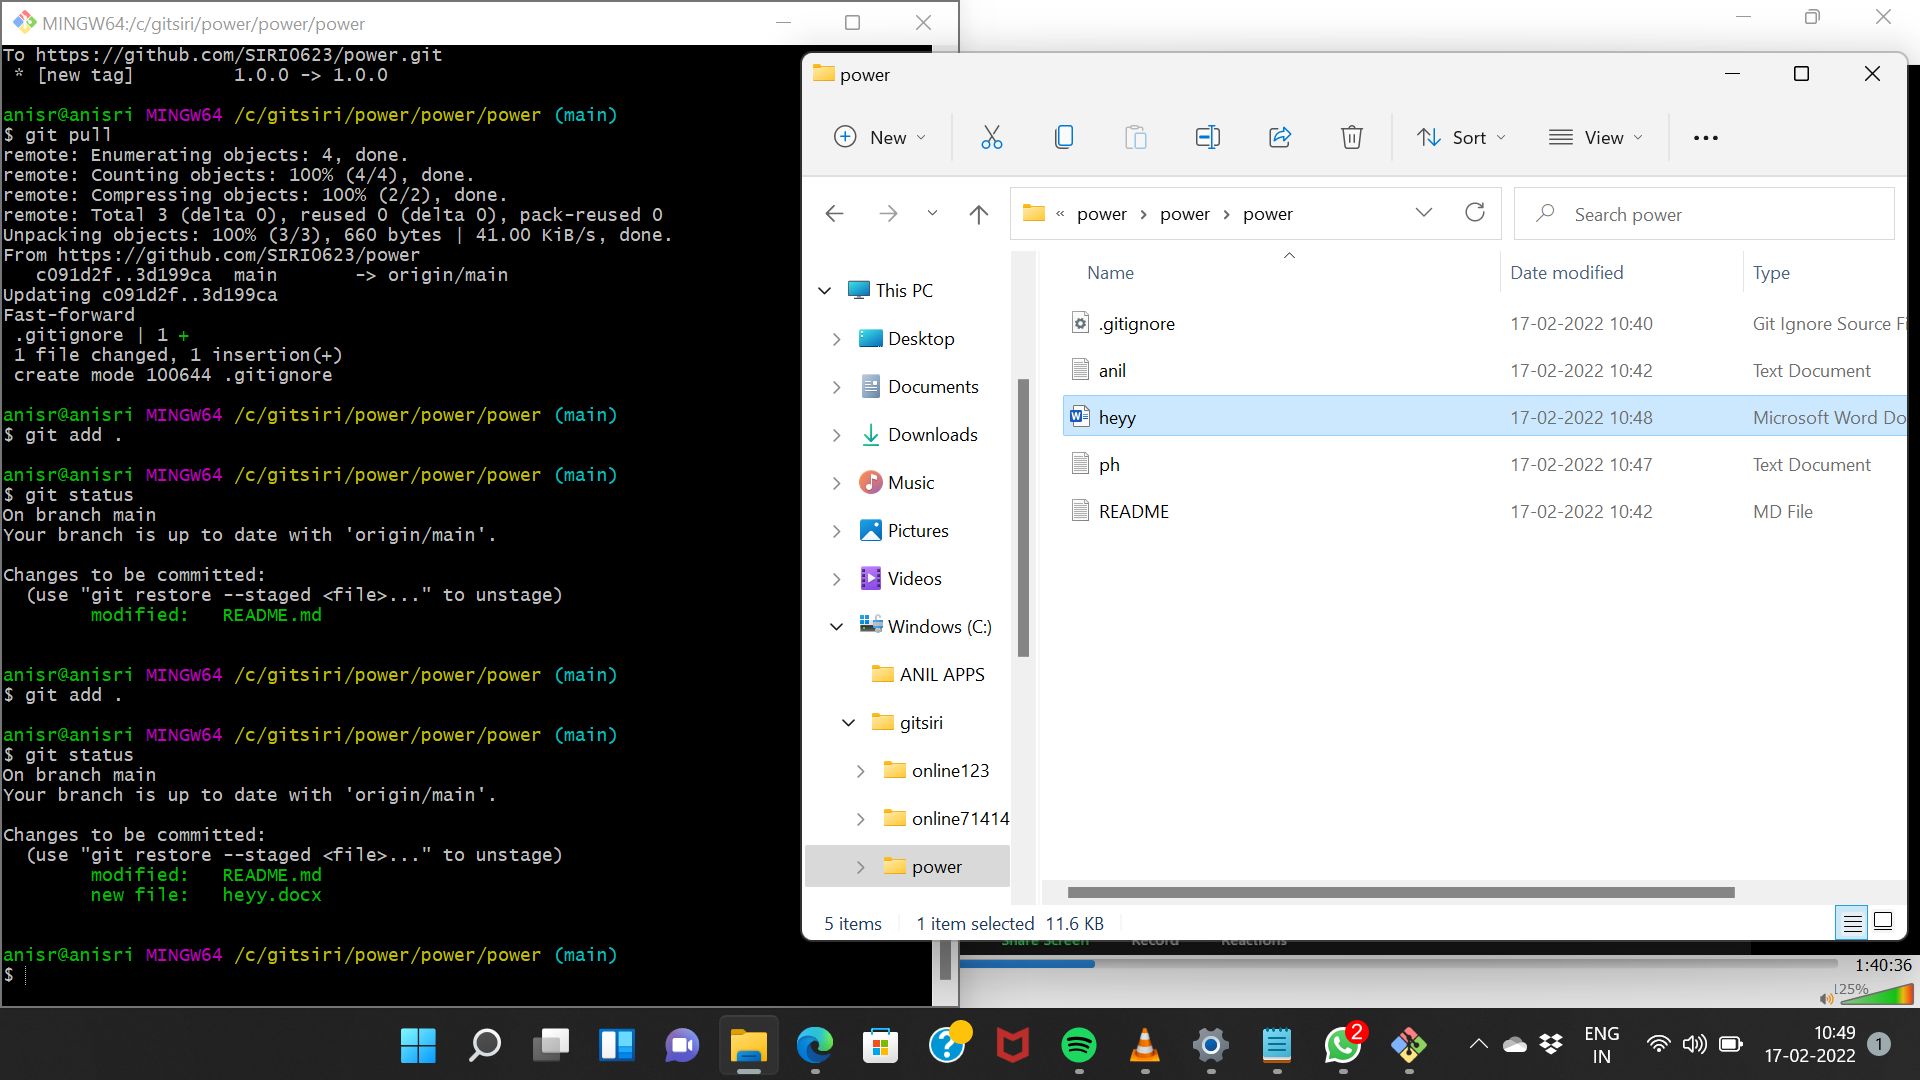 MINGW64:/c/gitsiri/power/power/power
To https://github.com/SIRI0623/power.git
 * [new tag]         1.0.0 -> 1.0.0
anisr@anisri MINGW64 /c/gitsiri/power/power/power (main)
$ git pull
remote: Enumerating objects: 4, done.
remote: Counting objects: 100% (4/4), done.
remote: Compressing objects: 100% (2/2), done.
remote: Total 3 (delta 0), reused 0 (delta 0), pack-reused 0
Unpacking objects: 100% (3/3), 660 bytes | 41.00 KiB/s, done.
From https://github.com/SIRI0623/power
   c091d2f..3d199ca  main       -> origin/main
Updating c091d2f..3d199ca
Fast-forward
 .gitignore | 1 +
 1 file changed, 1 insertion(+)
 create mode 100644 .gitignore
anisr@anisri MINGW64 /c/gitsiri/power/power/power (main)
$ git add .
anisr@anisri MINGW64 /c/gitsiri/power/power/power (main)
$ git status
On branch main
Your branch is up to date with 'origin/main'.
Changes to be committed:
  (use "git restore --staged <file>..." to unstage)
        modified:   README.md
anisr@anisri MINGW64 /c/gitsiri/power/power/power (main)
$ git add .
anisr@anisri MINGW64 /c/gitsiri/power/power/power (main)
$ git status
On branch main
Your branch is up to date with 'origin/main'.
Changes to be committed:
  (use "git restore --staged <file>..." to unstage)
        modified:   README.md
        new file:   heyy.docx
anisr@anisri MINGW64 /c/gitsiri/power/power/power (main)
$
power
New Sort View
« power > power > power
Search power
Name Date modified Type
.gitignore 17-02-2022 10:40 Git Ignore Source Fi
anil 17-02-2022 10:42 Text Document
heyy 17-02-2022 10:48 Microsoft Word Do
ph 17-02-2022 10:47 Text Document
README 17-02-2022 10:42 MD File
This PC
Desktop
Documents
Downloads
Music
Pictures
Videos
Windows (C:)
ANIL APPS
gitsiri
online123
online71414
power
5 items 1 item selected 11.6 KB
Share Screen Record Reactions
1:40:36
125%
2
ENG
IN
10:49
17-02-2022
1